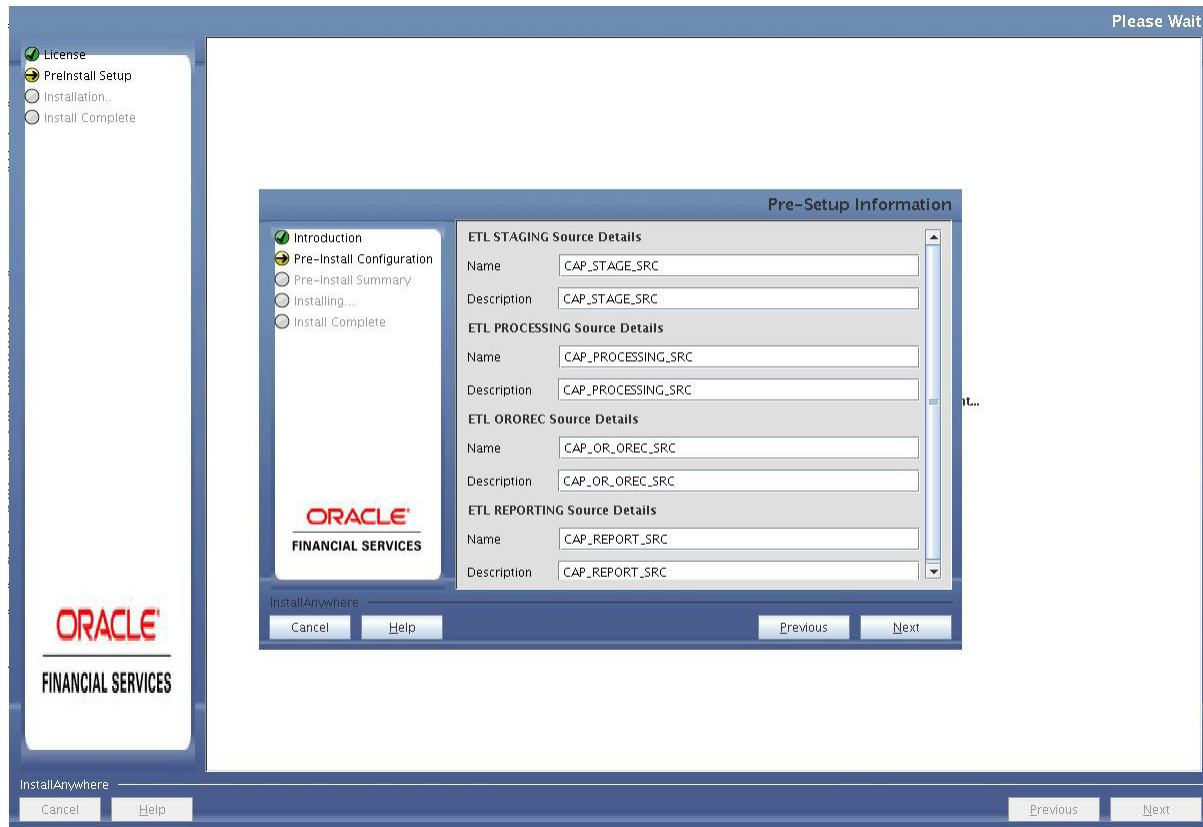 Please Wait
License
PreInstall Setup
Installation..
Install Complete
Pre-Setup Information
Introduction
Pre-Install Configuration
Pre-Install Summary
Installing...
Install Complete
ETL STAGING Source Details
Name CAP_STAGE_SRC
Description CAP_STAGE_SRC
ETL PROCESSING Source Details
Name CAP_PROCESSING_SRC
Description CAP_PROCESSING_SRC
ETL OROREC Source Details
Name CAP_OR_OREC_SRC
Description CAP_OR_OREC_SRC
ETL REPORTING Source Details
Name CAP_REPORT_SRC
Description CAP_REPORT_SRC
ORACLE
FINANCIAL SERVICES
InstallAnywhere
Cancel Help Previous Next
ORACLE
FINANCIAL SERVICES
InstallAnywhere
Cancel Help Previous Next